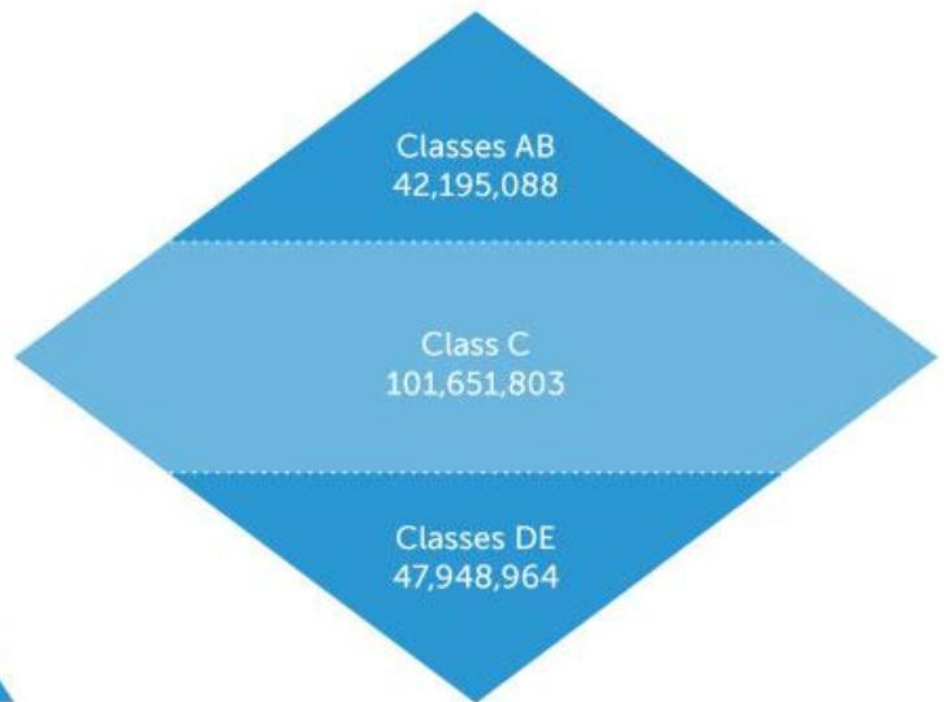 Classes AB
42,195,088
Class C
101,651,803
Classes DE
47,948,964